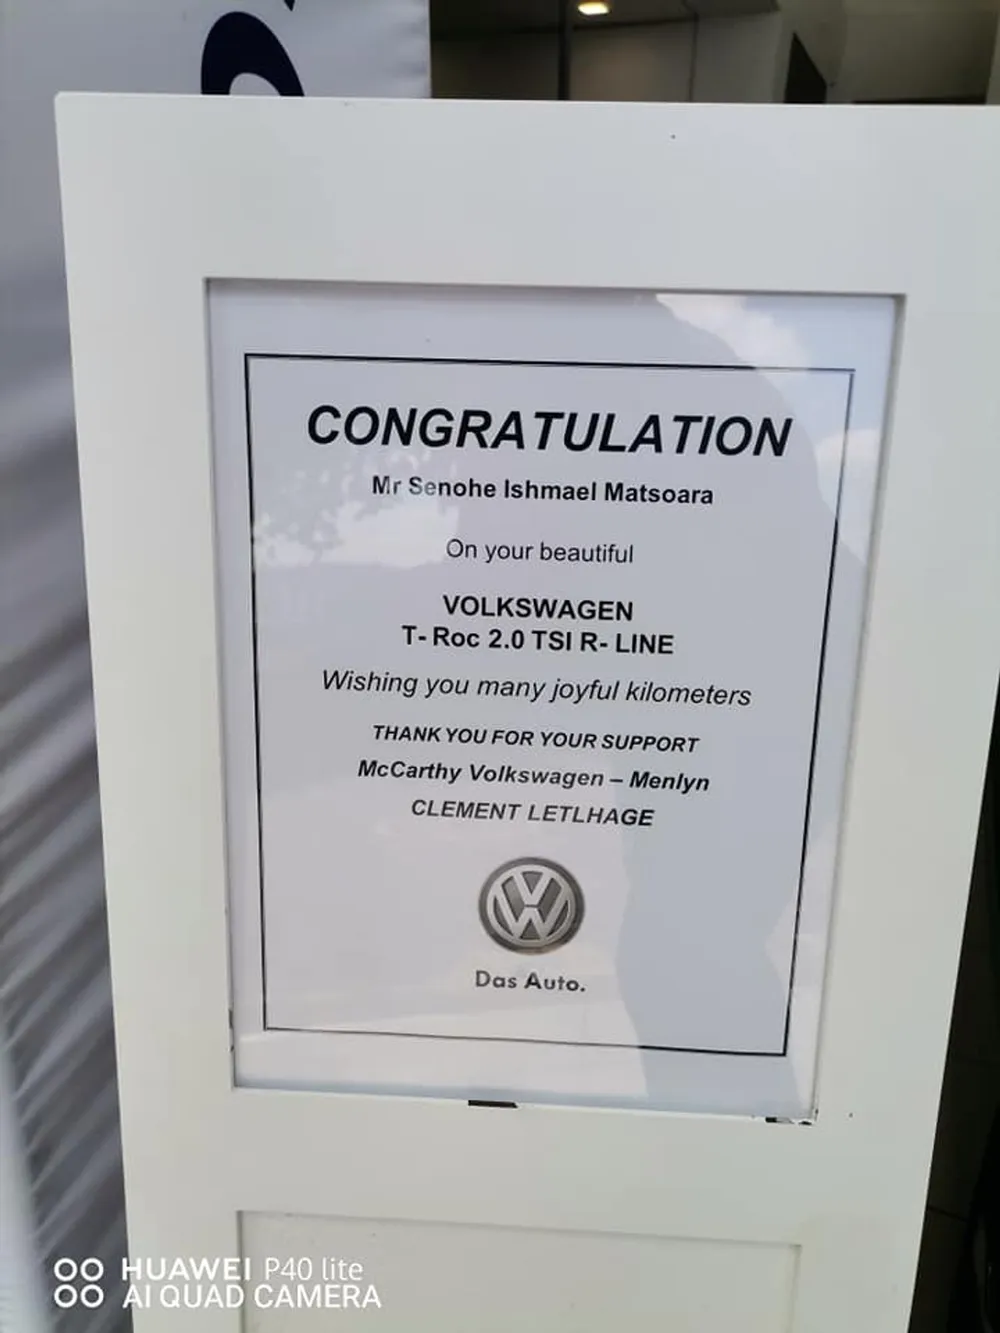 CONGRATULATION
Mr Senohe Ishmael Matsoara
On your beautiful
VOLKSWAGEN
T- Roc 2.0 TSI R- LINE
Wishing you many joyful kilometers
THANK YOU FOR YOUR SUPPORT
McCarthy Volkswagen – Menlyn
CLEMENT LETLHAGE
Das Auto.
HUAWEI P40 lite
AI QUAD CAMERA